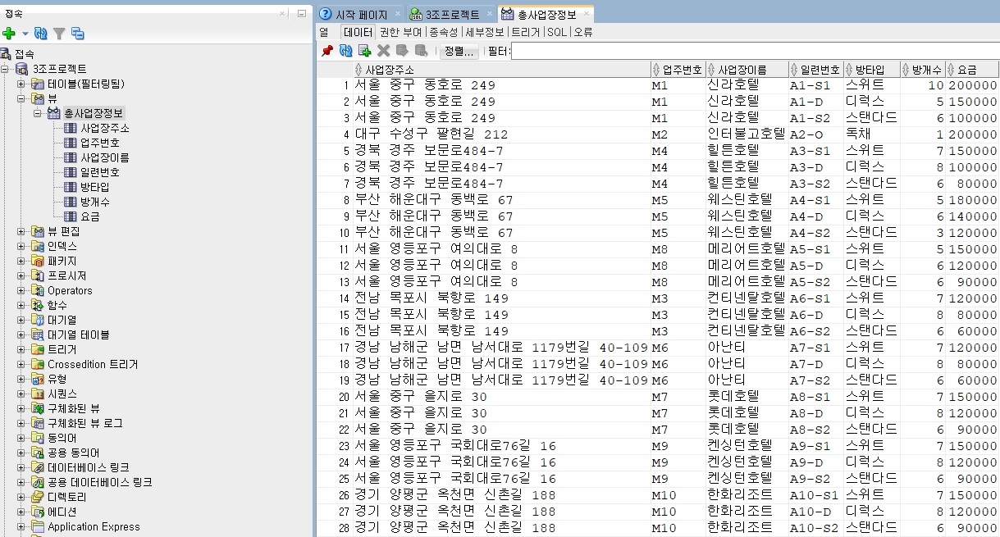 접속
접속
3조프로젝트
테이블(필터링됨)
뷰
총사업장정보
사업장주소
업주번호
사업장이름
일련번호
방타입
방개수
요금
뷰 편집
인덱스
패키지
프로시저
Operators
함수
대기열
대기열 테이블
트리거
Crossedition 트리거
유형
시퀀스
구체화된 뷰
구체화된 뷰 로그
동의어
공용 동의어
데이터베이스 링크
공용 데이터베이스 링크
디렉토리
에디션
Application Express
시작 페이지 3조프로젝트 총사업장정보
열 데이터 권한 부여 종속성 세부정보 트리거 SQL 오류
정렬... 필터:
사업장주소 업주번호 사업장이름 일련번호 방타입 방개수 요금
1 서울 중구 동호로 249 M1 신라호텔 A1-S1 스위트 10 200000
2 서울 중구 동호로 249 M1 신라호텔 A1-D 디럭스 5 150000
3 서울 중구 동호로 249 M1 신라호텔 A1-S2 스탠다드 6 100000
4 대구 수성구 팔현길 212 M2 인터불고호텔 A2-O 독채 1 200000
5 경북 경주 보문로484-7 M4 힐튼호텔 A3-S1 스위트 7 150000
6 경북 경주 보문로484-7 M4 힐튼호텔 A3-D 디럭스 8 100000
7 경북 경주 보문로484-7 M4 힐튼호텔 A3-S2 스탠다드 6 80000
8 부산 해운대구 동백로 67 M5 웨스틴호텔 A4-S1 스위트 5 180000
9 부산 해운대구 동백로 67 M5 웨스틴호텔 A4-D 디럭스 6 140000
10 부산 해운대구 동백로 67 M5 웨스틴호텔 A4-S2 스탠다드 3 120000
11 서울 영등포구 여의대로 8 M8 메리어트호텔 A5-S1 스위트 5 150000
12 서울 영등포구 여의대로 8 M8 메리어트호텔 A5-D 디럭스 6 120000
13 서울 영등포구 여의대로 8 M8 메리어트호텔 A5-S2 스탠다드 6 90000
14 전남 목포시 북항로 149 M3 컨티넨탈호텔 A6-S1 스위트 7 120000
15 전남 목포시 북항로 149 M3 컨티넨탈호텔 A6-D 디럭스 8 80000
16 전남 목포시 북항로 149 M3 컨티넨탈호텔 A6-S2 스탠다드 6 60000
17 경남 남해군 남면 남서대로 1179번길 40-109 M6 아난티 A7-S1 스위트 7 120000
18 경남 남해군 남면 남서대로 1179번길 40-109 M6 아난티 A7-D 디럭스 8 80000
19 경남 남해군 남면 남서대로 1179번길 40-109 M6 아난티 A7-S2 스탠다드 6 60000
20 서울 중구 을지로 30 M7 롯데호텔 A8-S1 스위트 7 150000
21 서울 중구 을지로 30 M7 롯데호텔 A8-D 디럭스 8 120000
22 서울 중구 을지로 30 M7 롯데호텔 A8-S2 스탠다드 6 90000
23 서울 영등포구 국회대로76길 16 M9 켄싱턴호텔 A9-S1 스위트 7 150000
24 서울 영등포구 국회대로76길 16 M9 켄싱턴호텔 A9-D 디럭스 8 120000
25 서울 영등포구 국회대로76길 16 M9 켄싱턴호텔 A9-S2 스탠다드 6 90000
26 경기 양평군 옥천면 신촌길 188 M10 한화리조트 A10-S1 스위트 7 150000
27 경기 양평군 옥천면 신촌길 188 M10 한화리조트 A10-D 디럭스 8 120000
28 경기 양평군 옥천면 신촌길 188 M10 한화리조트 A10-S2 스탠다드 6 90000